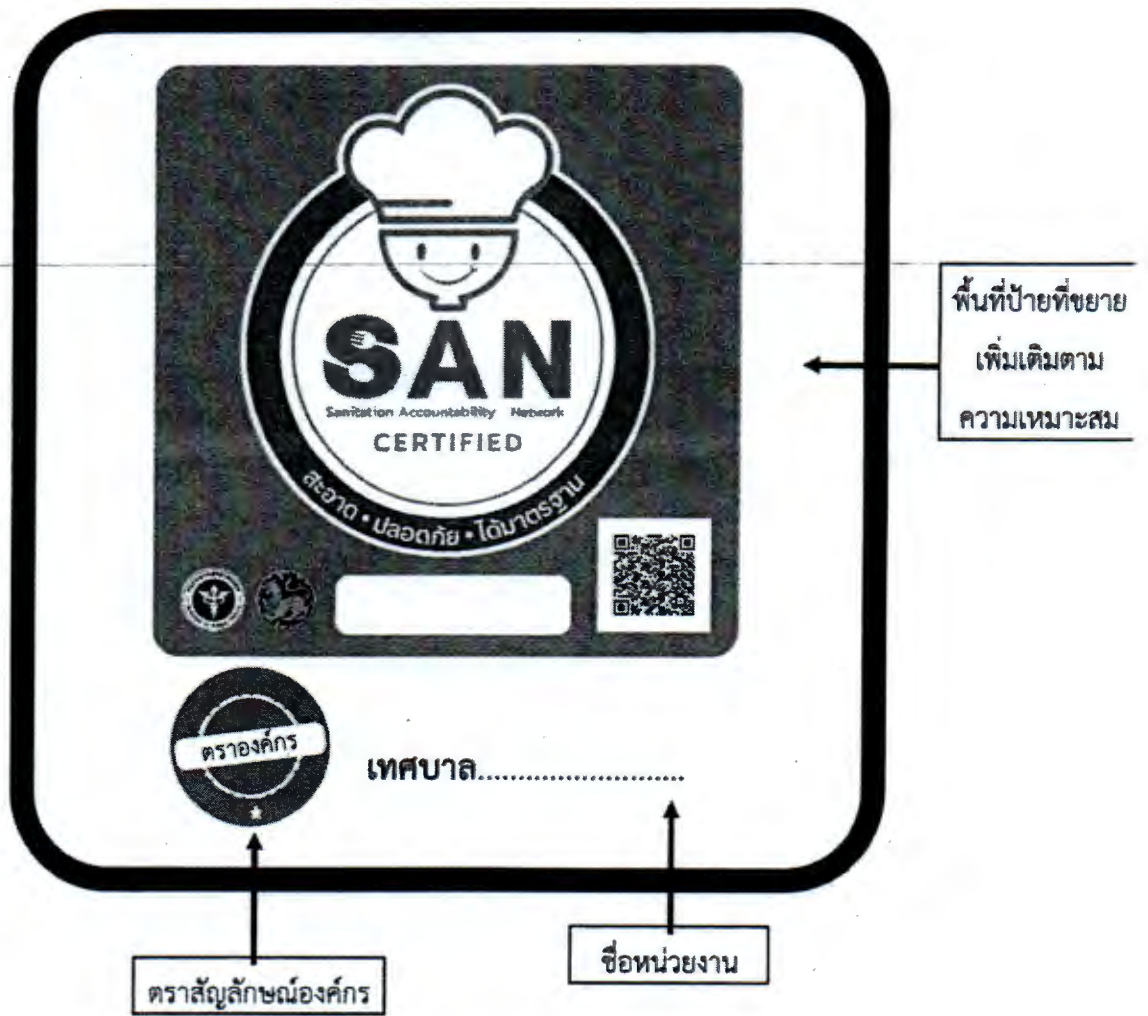 SAN
Sanitation Accountability Network
CERTIFIED
สะอาด • ปลอดภัย • ได้มาตรฐาน
พื้นที่ป้ายที่ขยาย
เพิ่มเติมตาม
ความเหมาะสม
ตราองค์กร
เทศบาล..........................
ตราสัญลักษณ์องค์กร
ชื่อหน่วยงาน